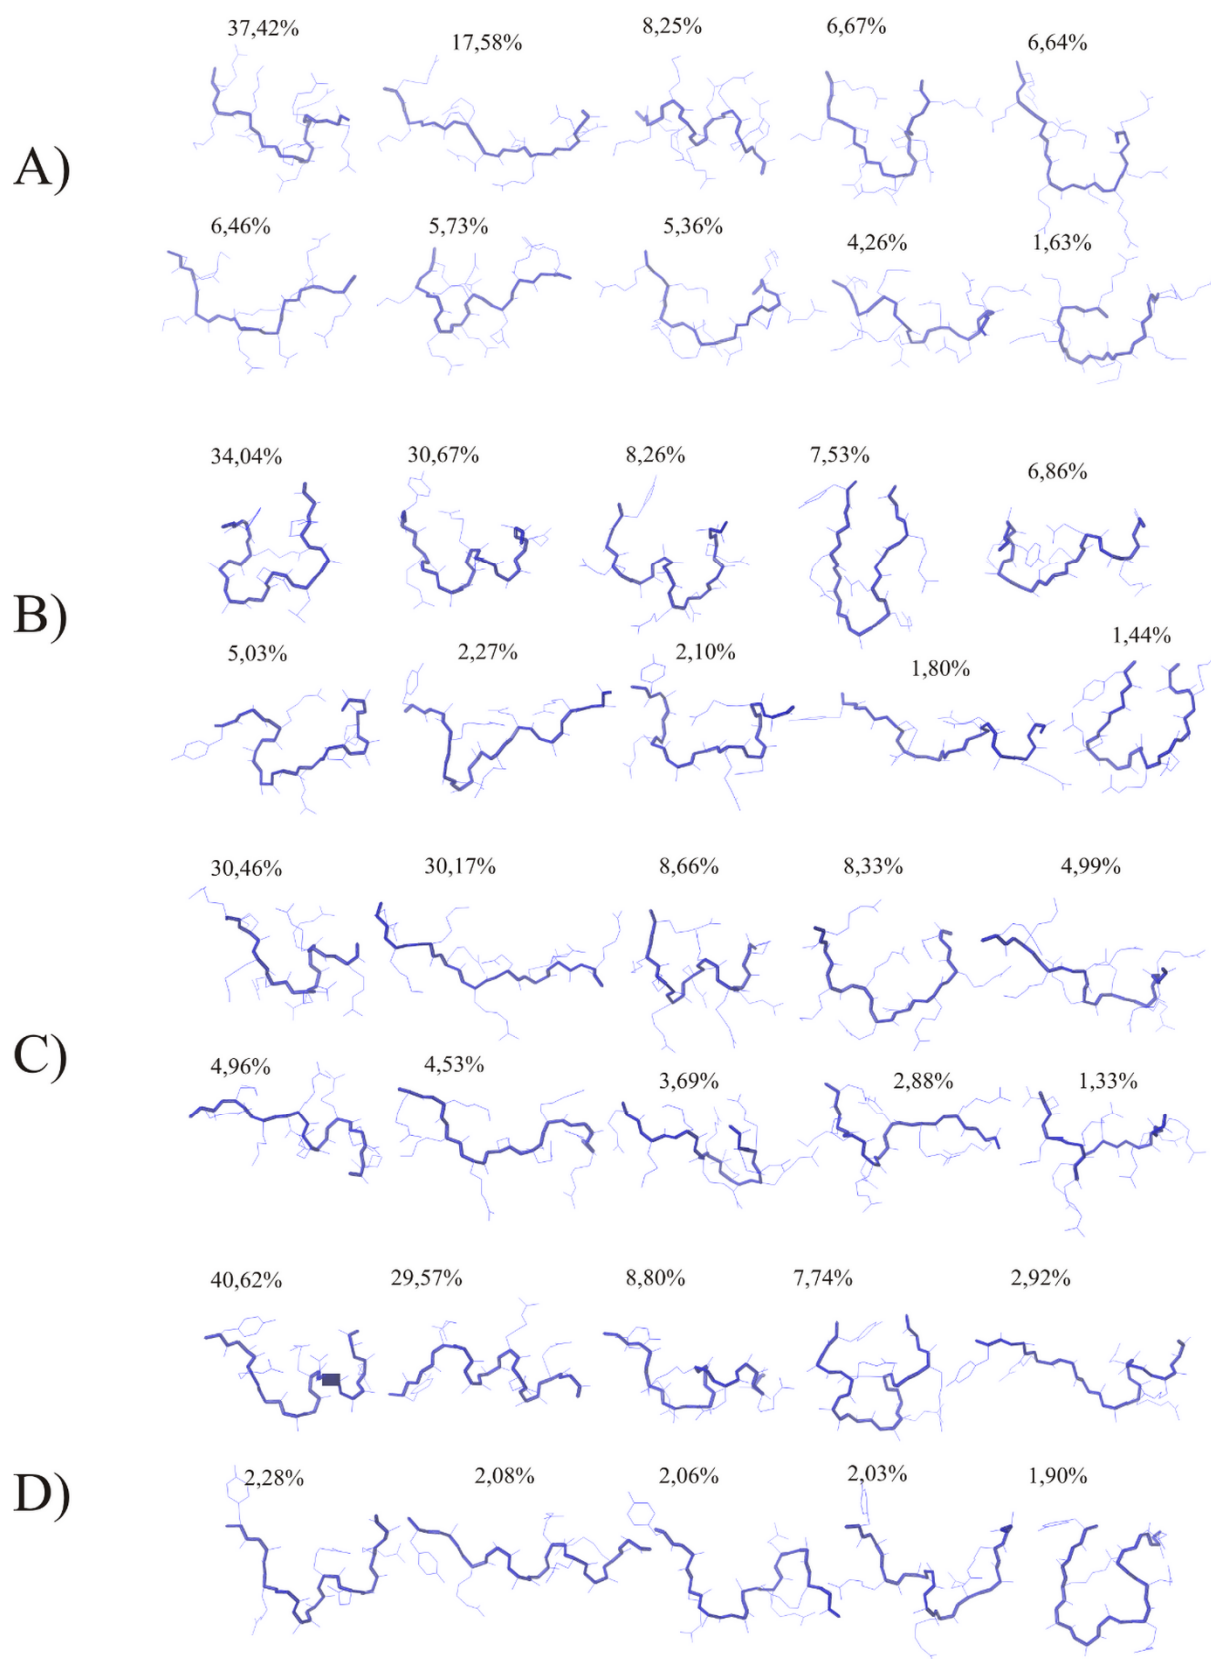 37,42% 17,58% 8,25% 6,67% 6,64%
A)
6,46% 5,73% 5,36% 4,26% 1,63%
34,04% 30,67% 8,26% 7,53% 6,86%
B)
5,03% 2,27% 2,10% 1,80% 1,44%
30,46% 30,17% 8,66% 8,33% 4,99%
C)
4,96% 4,53% 3,69% 2,88% 1,33%
40,62% 29,57% 8,80% 7,74% 2,92%
D)
2,28% 2,08% 2,06% 2,03% 1,90%